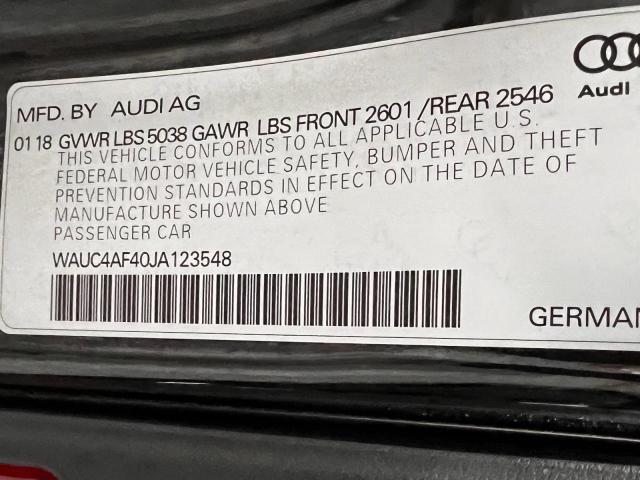 MFD. BY AUDI AG
01 18 GVWR LBS 5038 GAWR LBS FRONT 2601 /REAR 2546
THIS VEHICLE CONFORMS TO ALL APPLICABLE U.S.
FEDERAL MOTOR VEHICLE SAFETY, BUMPER AND THEFT
PREVENTION STANDARDS IN EFFECT ON THE DATE OF
MANUFACTURE SHOWN ABOVE
PASSENGER CAR
WAUC4AF40JA123548
Audi
GERMAN